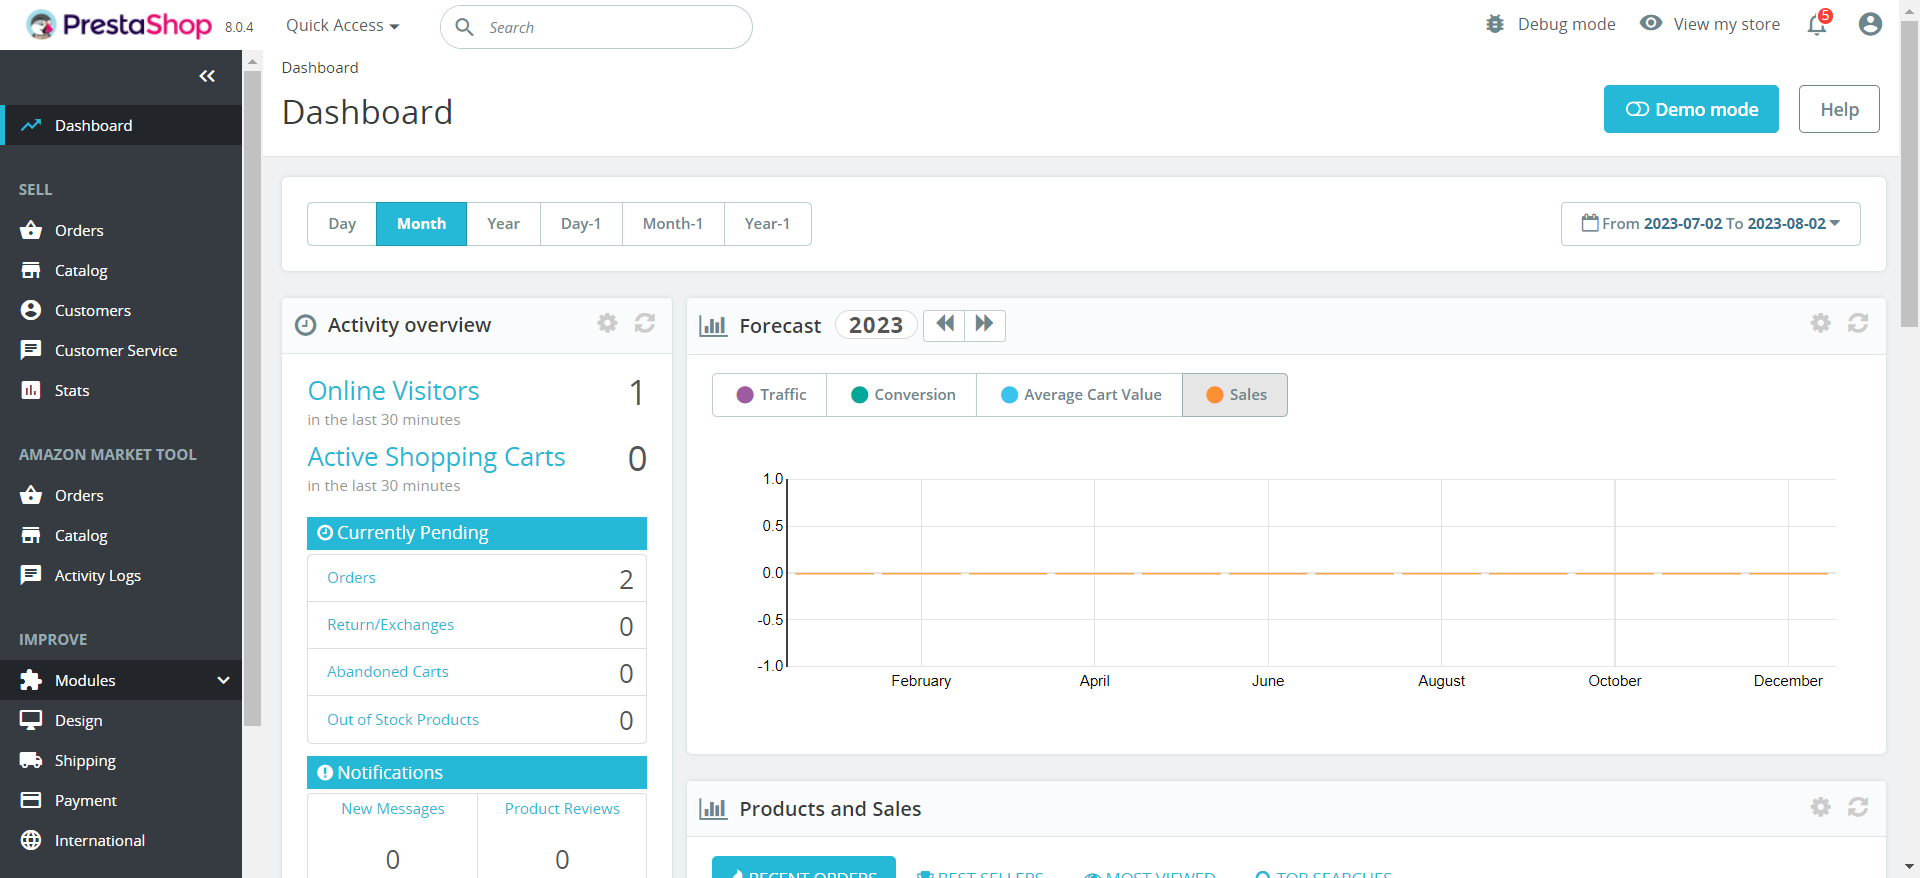 PrestaShop 8.0.4
Quick Access
Search
Debug mode
View my store
5
Dashboard
SELL
Orders
Catalog
Customers
Customer Service
Stats
AMAZON MARKET TOOL
Orders
Catalog
Activity Logs
IMPROVE
Modules
Design
Shipping
Payment
International
Dashboard
Dashboard
Demo mode
Help
Day Month Year Day-1 Month-1 Year-1
From 2023-07-02 To 2023-08-02
Activity overview
Online Visitors 1
in the last 30 minutes
Active Shopping Carts 0
in the last 30 minutes
Currently Pending
Orders 2
Return/Exchanges 0
Abandoned Carts 0
Out of Stock Products 0
Notifications
New Messages Product Reviews
0 0
Forecast 2023
Traffic Conversion Average Cart Value Sales
1.0
0.5
0.0
-0.5
-1.0
February April June August October December
Products and Sales
RECENT ORDERS BEST SELLERS MOST VIEWED TOP SEARCHES